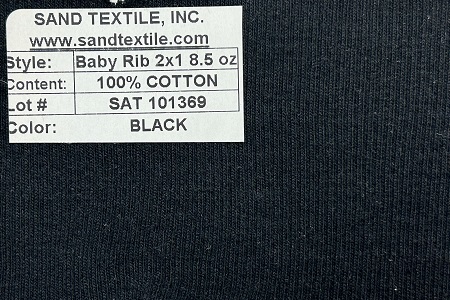 SAND TEXTILE, INC.
www.sandtextile.com
Style: Baby Rib 2x1 8.5 oz
Content: 100% COTTON
Lot # SAT 101369
Color: BLACK